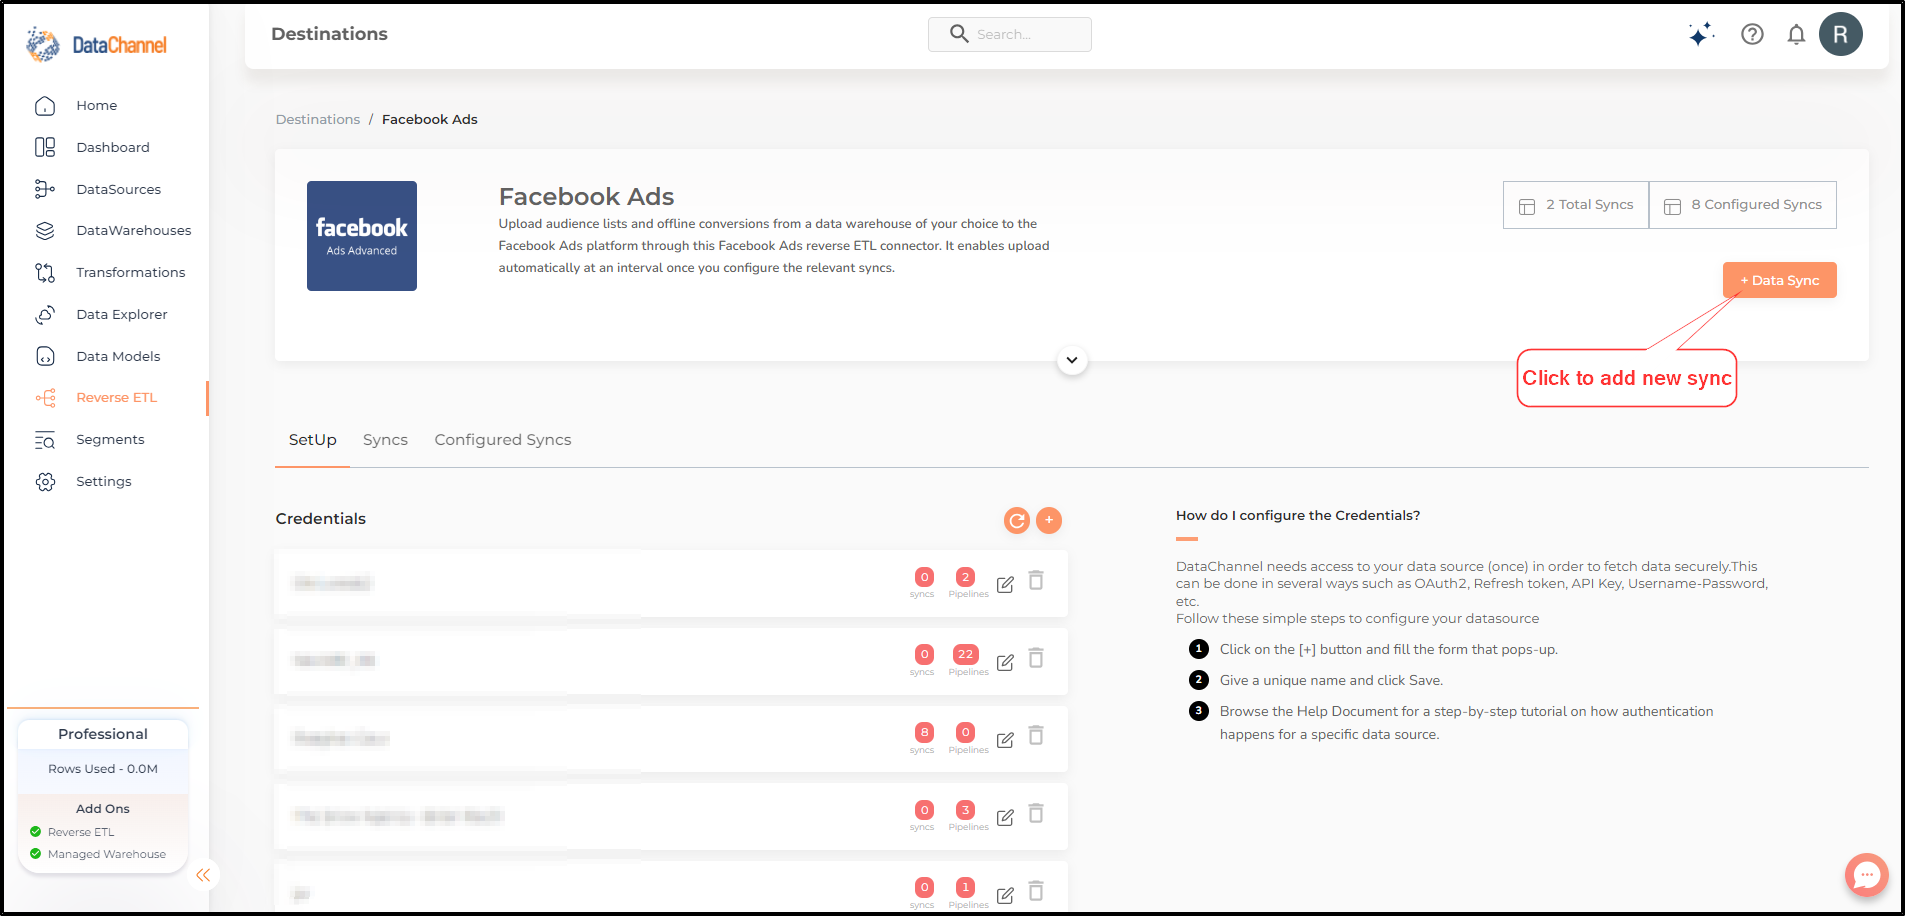 DataChannel
Destinations
Search...
R
Home
Dashboard
DataSources
DataWarehouses
Transformations
Data Explorer
Data Models
Reverse ETL
Segments
Settings
Professional
Rows Used - 0.0M
Add Ons
Reverse ETL
Managed Warehouse
Destinations / Facebook Ads
facebook
Ads Advanced
Facebook Ads
Upload audience lists and offline conversions from a data warehouse of your choice to the
Facebook Ads platform through this Facebook Ads reverse ETL connector. It enables upload
automatically at an interval once you configure the relevant syncs.
2 Total Syncs
8 Configured Syncs
+ Data Sync
Click to add new sync
SetUp
Syncs
Configured Syncs
Credentials
+
0 2
syncs Pipelines
0 22
syncs Pipelines
8 0
syncs Pipelines
0 3
syncs Pipelines
0 1
syncs Pipelines
How do I configure the Credentials?
DataChannel needs access to your data source (once) in order to fetch data securely.This
can be done in several ways such as OAuth2, Refresh token, API Key, Username-Password,
etc.
Follow these simple steps to configure your datasource
1 Click on the [+] button and fill the form that pops-up.
2 Give a unique name and click Save.
3 Browse the Help Document for a step-by-step tutorial on how authentication
happens for a specific data source.